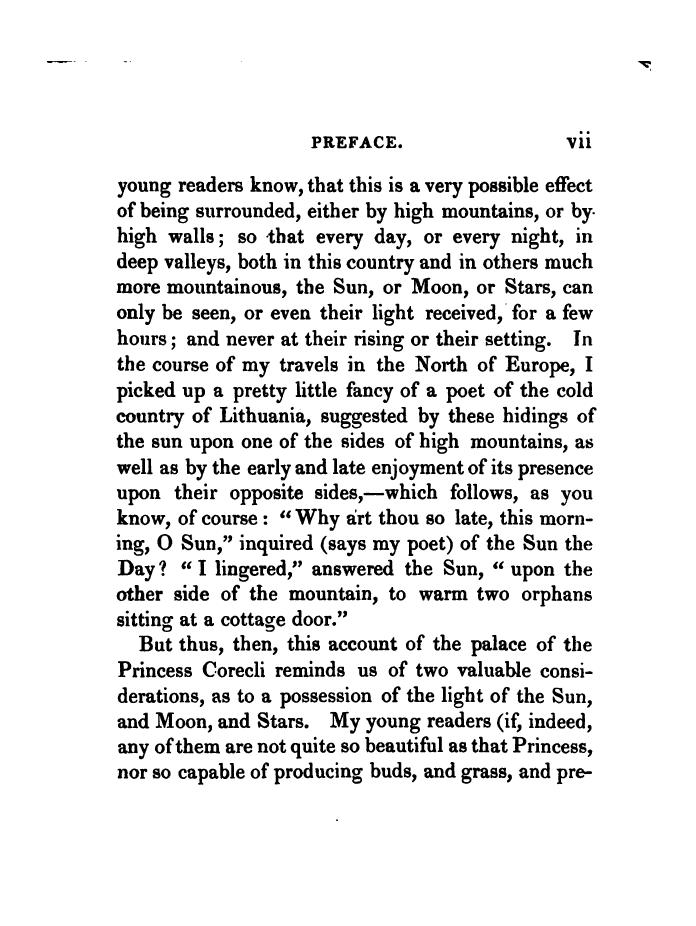 PREFACE. vii
young readers know, that this is a very possible effect
of being surrounded, either by high mountains, or by
high walls; so that every day, or every night, in
deep valleys, both in this country and in others much
more mountainous, the Sun, or Moon, or Stars, can
only be seen, or even their light received, for a few
hours; and never at their rising or their setting. In
the course of my travels in the North of Europe, I
picked up a pretty little fancy of a poet of the cold
country of Lithuania, suggested by these hidings of
the sun upon one of the sides of high mountains, as
well as by the early and late enjoyment of its presence
upon their opposite sides,—which follows, as you
know, of course: “Why art thou so late, this morn-
ing, O Sun,” inquired (says my poet) of the Sun the
Day? “I lingered,” answered the Sun, “upon the
other side of the mountain, to warm two orphans
sitting at a cottage door.”
But thus, then, this account of the palace of the
Princess Corecli reminds us of two valuable consi-
derations, as to a possession of the light of the Sun,
and Moon, and Stars. My young readers (if, indeed,
any of them are not quite so beautiful as that Princess,
nor so capable of producing buds, and grass, and pre-